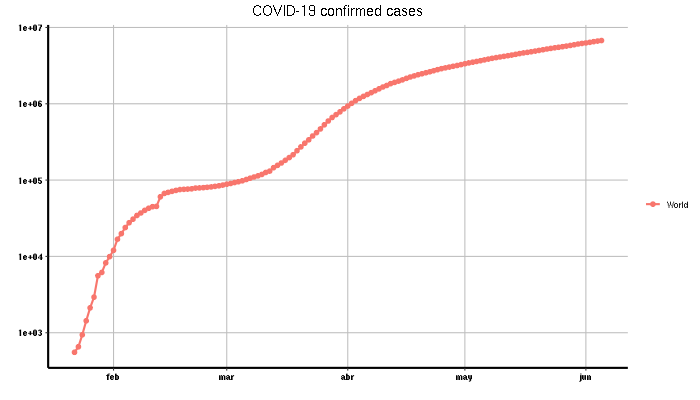 COVID-19 confirmed cases
1e+07
1e+06
1e+05
1e+04
1e+03
feb mar abr may jun
World